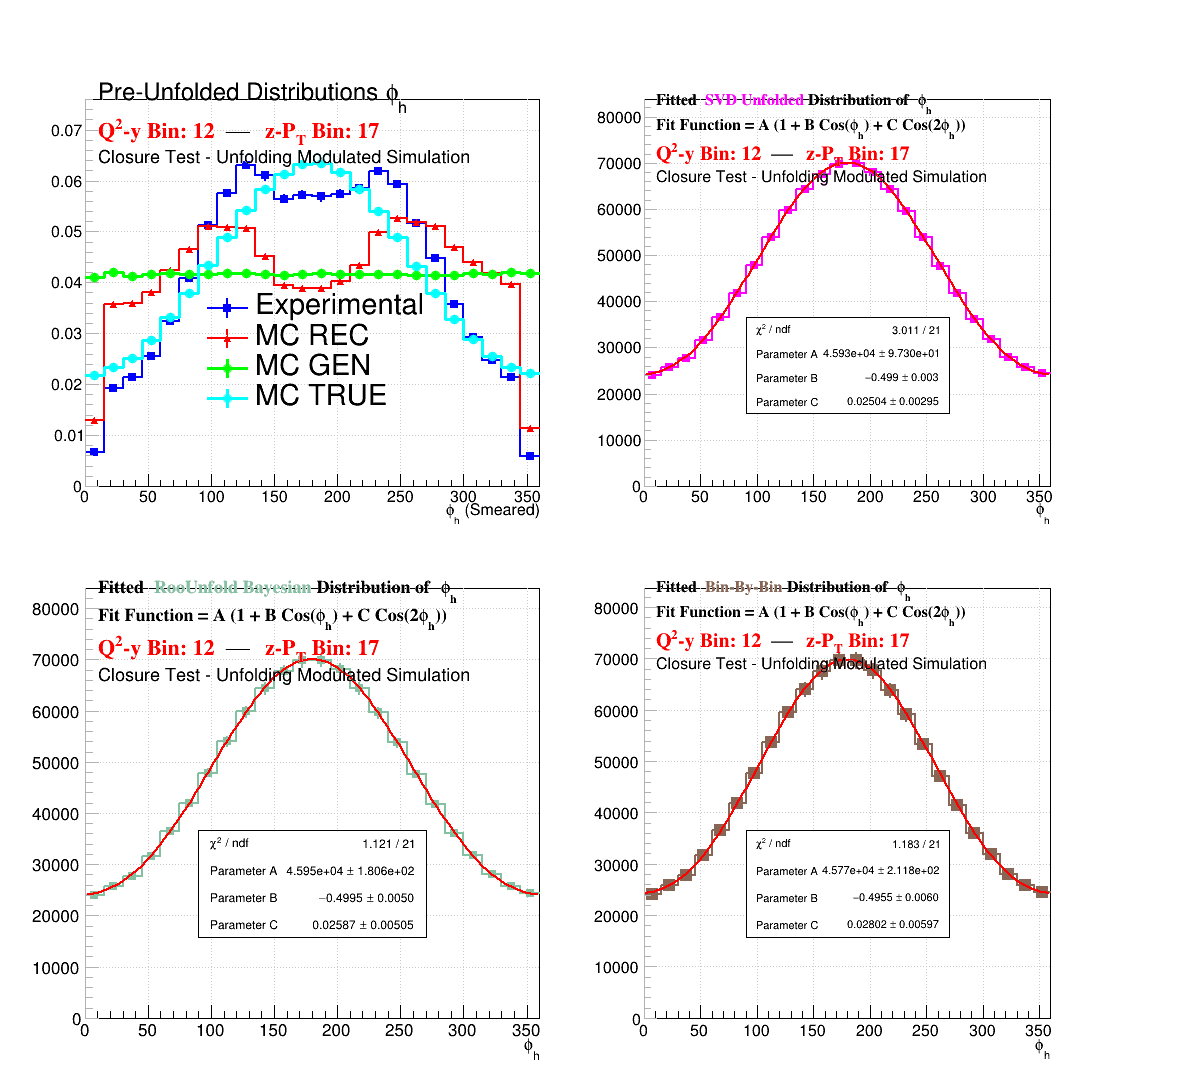 Pre-Unfolded Distributions ϕh
Q²-y Bin: 12 — z-PT Bin: 17
Closure Test - Unfolding Modulated Simulation
0.07
0.06
0.05
0.04
0.03
0.02
0.01
0
Experimental
MC REC
MC GEN
MC TRUE
0 50 100 150 200 250 300 350
ϕh (Smeared)
Fitted SVD Unfolded Distribution of ϕh
Fit Function = A (1 + B Cos(ϕh) + C Cos(2ϕh))
Q²-y Bin: 12 — z-PT Bin: 17
Closure Test - Unfolding Modulated Simulation
80000
70000
60000
50000
40000
30000
20000
10000
0
χ² / ndf 3.011 / 21
Parameter A 4.593e+04 ± 9.730e+01
Parameter B −0.499 ± 0.003
Parameter C 0.02504 ± 0.00295
0 50 100 150 200 250 300 350
ϕh
Fitted RooUnfold Bayesian Distribution of ϕh
Fit Function = A (1 + B Cos(ϕh) + C Cos(2ϕh))
Q²-y Bin: 12 — z-PT Bin: 17
Closure Test - Unfolding Modulated Simulation
80000
70000
60000
50000
40000
30000
20000
10000
0
χ² / ndf 1.121 / 21
Parameter A 4.595e+04 ± 1.806e+02
Parameter B −0.4995 ± 0.0050
Parameter C 0.02587 ± 0.00505
0 50 100 150 200 250 300 350
ϕh
Fitted Bin-By-Bin Distribution of ϕh
Fit Function = A (1 + B Cos(ϕh) + C Cos(2ϕh))
Q²-y Bin: 12 — z-PT Bin: 17
Closure Test - Unfolding Modulated Simulation
80000
70000
60000
50000
40000
30000
20000
10000
0
χ² / ndf 1.183 / 21
Parameter A 4.577e+04 ± 2.118e+02
Parameter B −0.4955 ± 0.0060
Parameter C 0.02802 ± 0.00597
0 50 100 150 200 250 300 350
ϕh